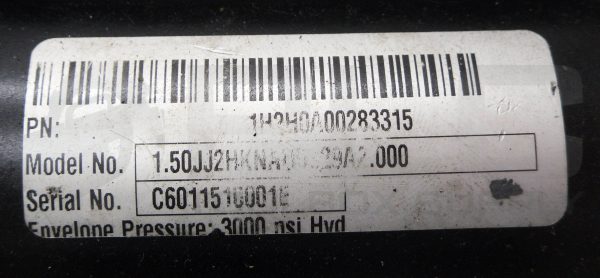 PN: 1H2H0A00283315
Model No.
Serial No. C6011510001E
Envelope Pressure: 3000 psi Hyd